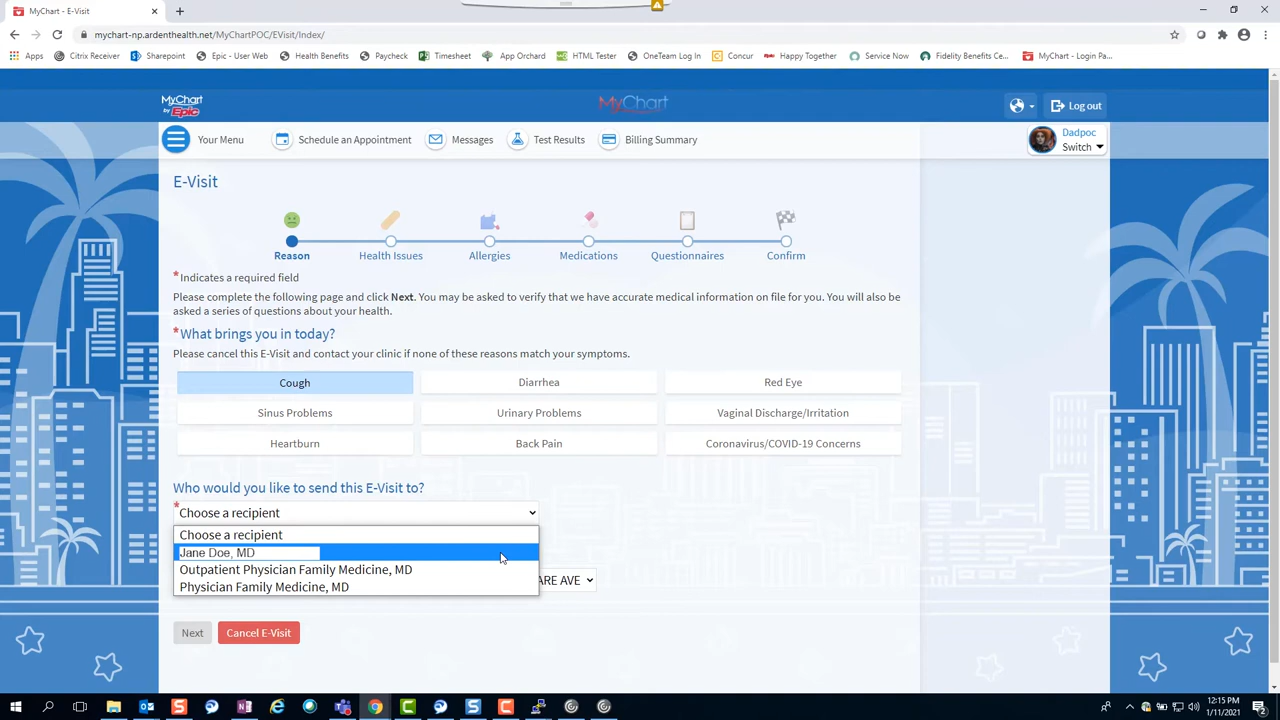 MyChart - Epic
mychart-np.ardenthealth.net/MyChartPOC/EVisit/Index/
Apps Citrix Receiver Sharepoint Epic - User Web Health Benefits Paycheck Timesheet App Orchard HTML Tester OneTeam Log In Concur Happy Together Service Now Fidelity Benefits Ce... MyChart - Login Pa...
MyChart by Epic
MyChart
Log out
Your Menu Schedule an Appointment Messages Test Results Billing Summary
Dadpoc
Switch
E-Visit
Reason Health Issues Allergies Medications Questionnaires Confirm
*Indicates a required field
Please complete the following page and click Next. You may be asked to verify that we have accurate medical information on file for you. You will also be
asked a series of questions about your health.
*What brings you in today?
Please cancel this E-Visit and contact your clinic if none of these reasons match your symptoms.
Cough Diarrhea Red Eye
Sinus Problems Urinary Problems Vaginal Discharge/Irritation
Heartburn Back Pain Coronavirus/COVID-19 Concerns
Who would you like to send this E-Visit to?
*Choose a recipient
Choose a recipient
Jane Doe, MD
Outpatient Physician Family Medicine, MD
Physician Family Medicine, MD
ARE AVE
Next Cancel E-Visit
12:15 PM
1/11/2021